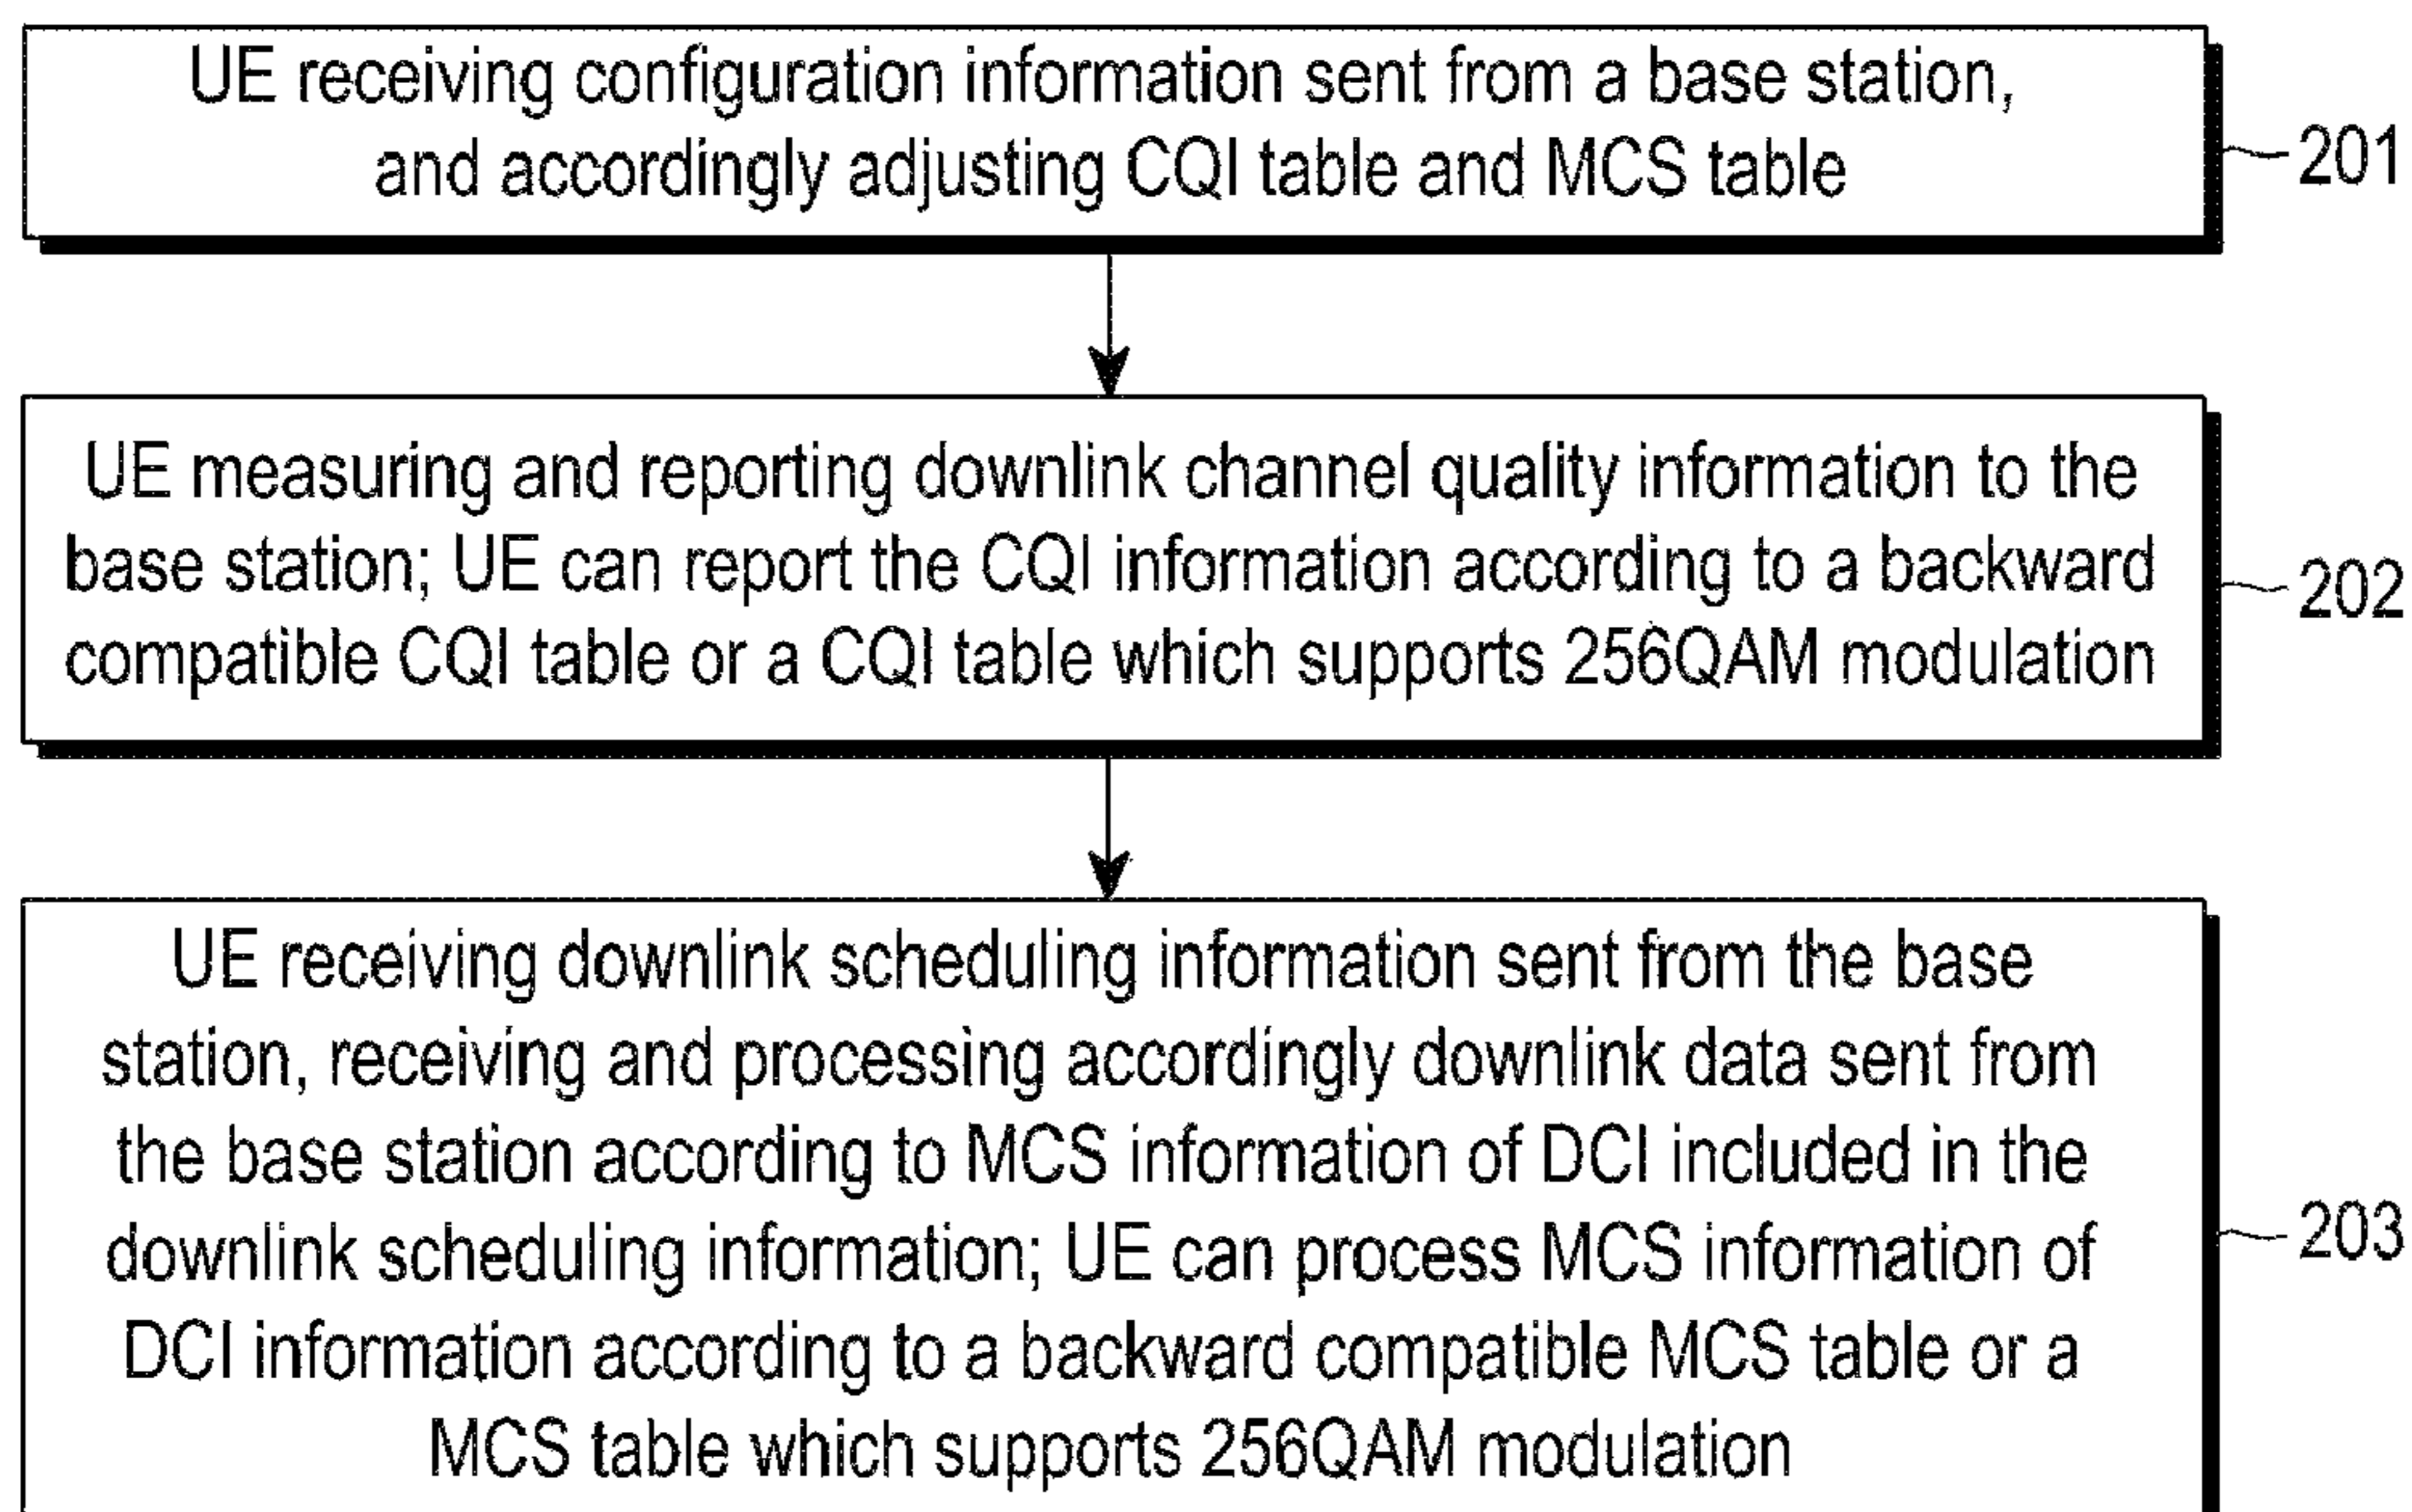 UE receiving configuration information sent from a base station,
and accordingly adjusting CQI table and MCS table
201
UE measuring and reporting downlink channel quality information to the
base station; UE can report the CQI information according to a backward
compatible CQI table or a CQI table which supports 256QAM modulation
202
UE receiving downlink scheduling information sent from the base
station, receiving and processing accordingly downlink data sent from
the base station according to MCS information of DCI included in the
downlink scheduling information; UE can process MCS information of
DCI information according to a backward compatible MCS table or a
MCS table which supports 256QAM modulation
203